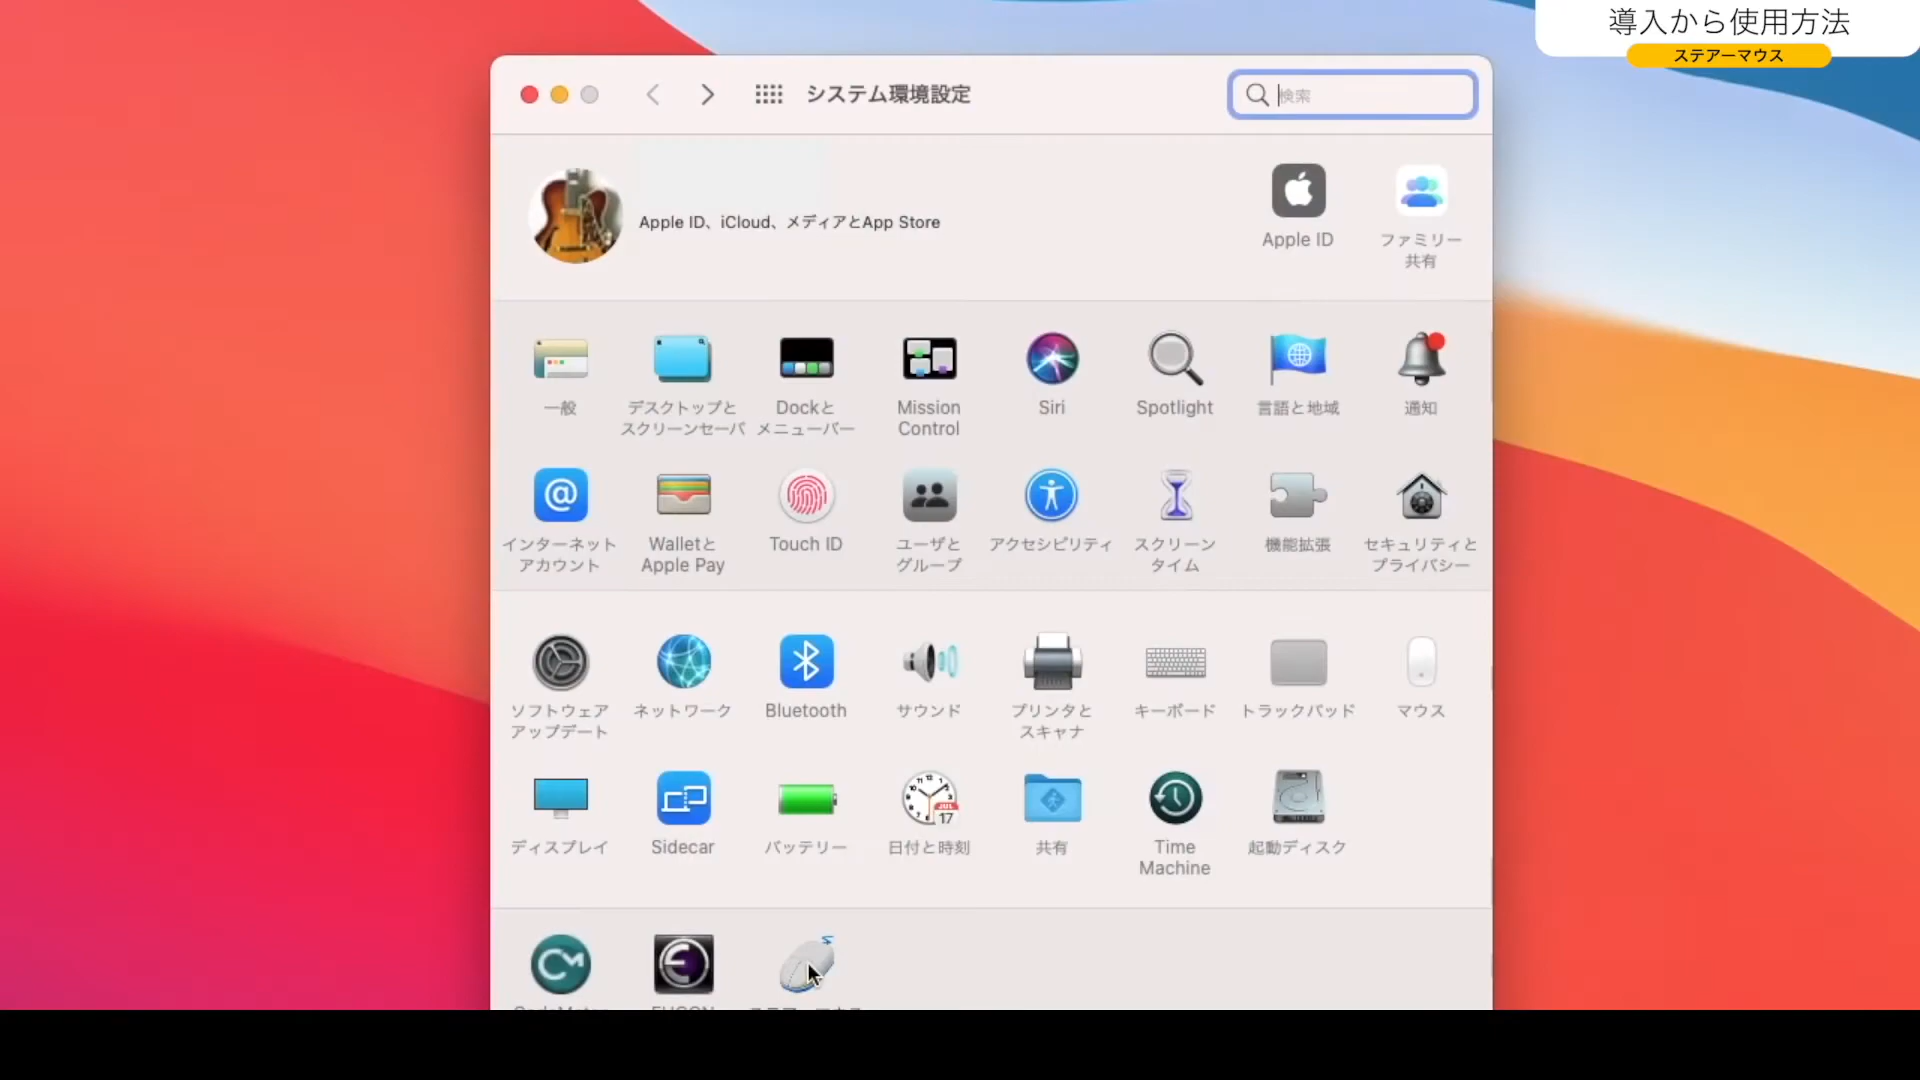 導入から使用方法
ステアーマウス
システム環境設定
検索
Apple ID、iCloud、メディアとApp Store
Apple ID
ファミリー
共有
一般
デスクトップと
スクリーンセーバ
Dockと
メニューバー
Mission
Control
Siri
Spotlight
言語と地域
通知
インターネット
アカウント
Walletと
Apple Pay
Touch ID
ユーザと
グループ
アクセシビリティ
スクリーン
タイム
機能拡張
セキュリティと
プライバシー
ソフトウェア
アップデート
ネットワーク
Bluetooth
サウンド
プリンタと
スキャナ
キーボード
トラックパッド
マウス
ディスプレイ
Sidecar
バッテリー
JUL
17
日付と時刻
共有
Time
Machine
起動ディスク